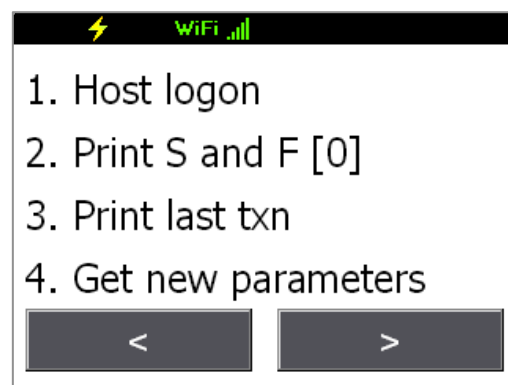 WiFi
1. Host logon
2. Print S and F [0]
3. Print last txn
4. Get new parameters
< >